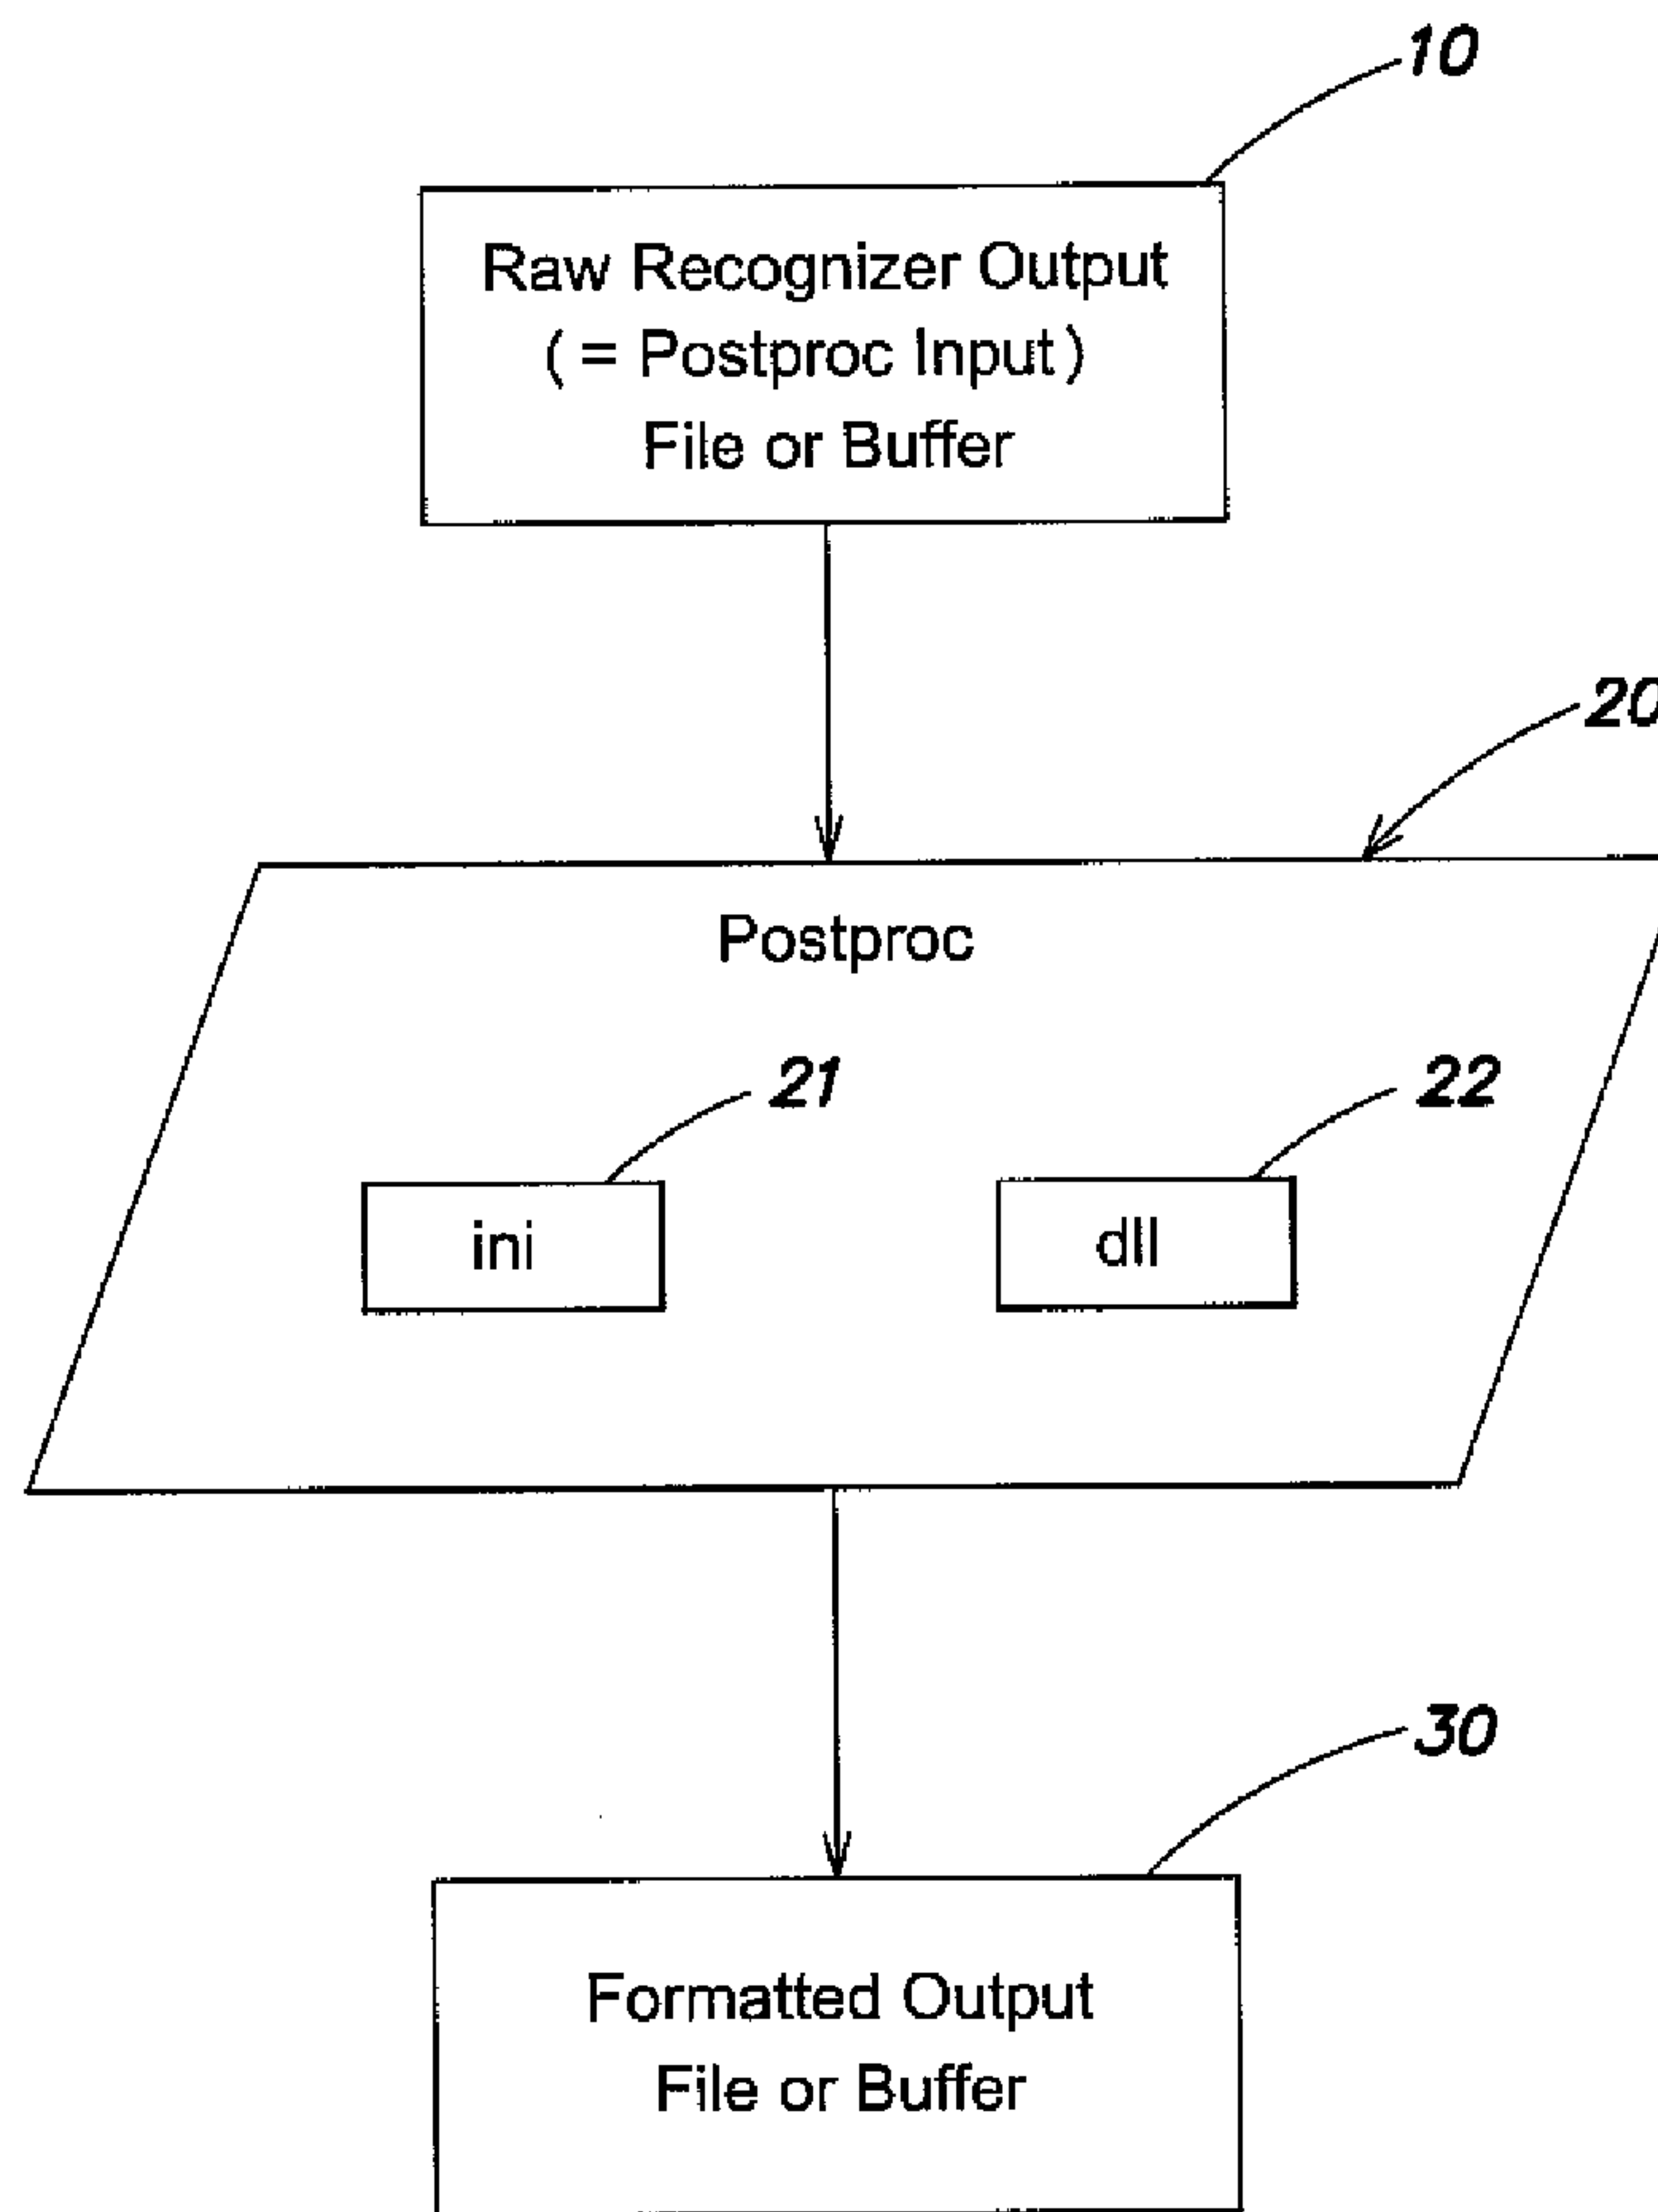 10
Raw Recognizer Output
( = Postproc Input )
File or Buffer
20
Postproc
21
22
ini
dll
30
Formatted Output
File or Buffer